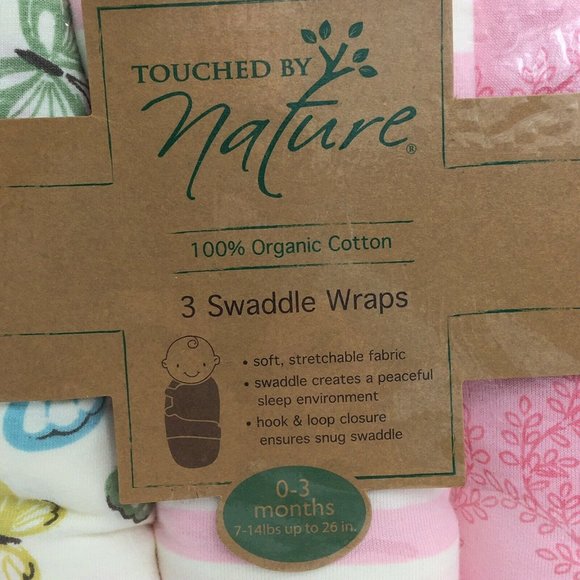 TOUCHED BY
nature®
100% Organic Cotton
3 Swaddle Wraps
• soft, stretchable fabric
• swaddle creates a peaceful
sleep environment
• hook & loop closure
ensures snug swaddle
0-3
months
7-14lbs up to 26 in.